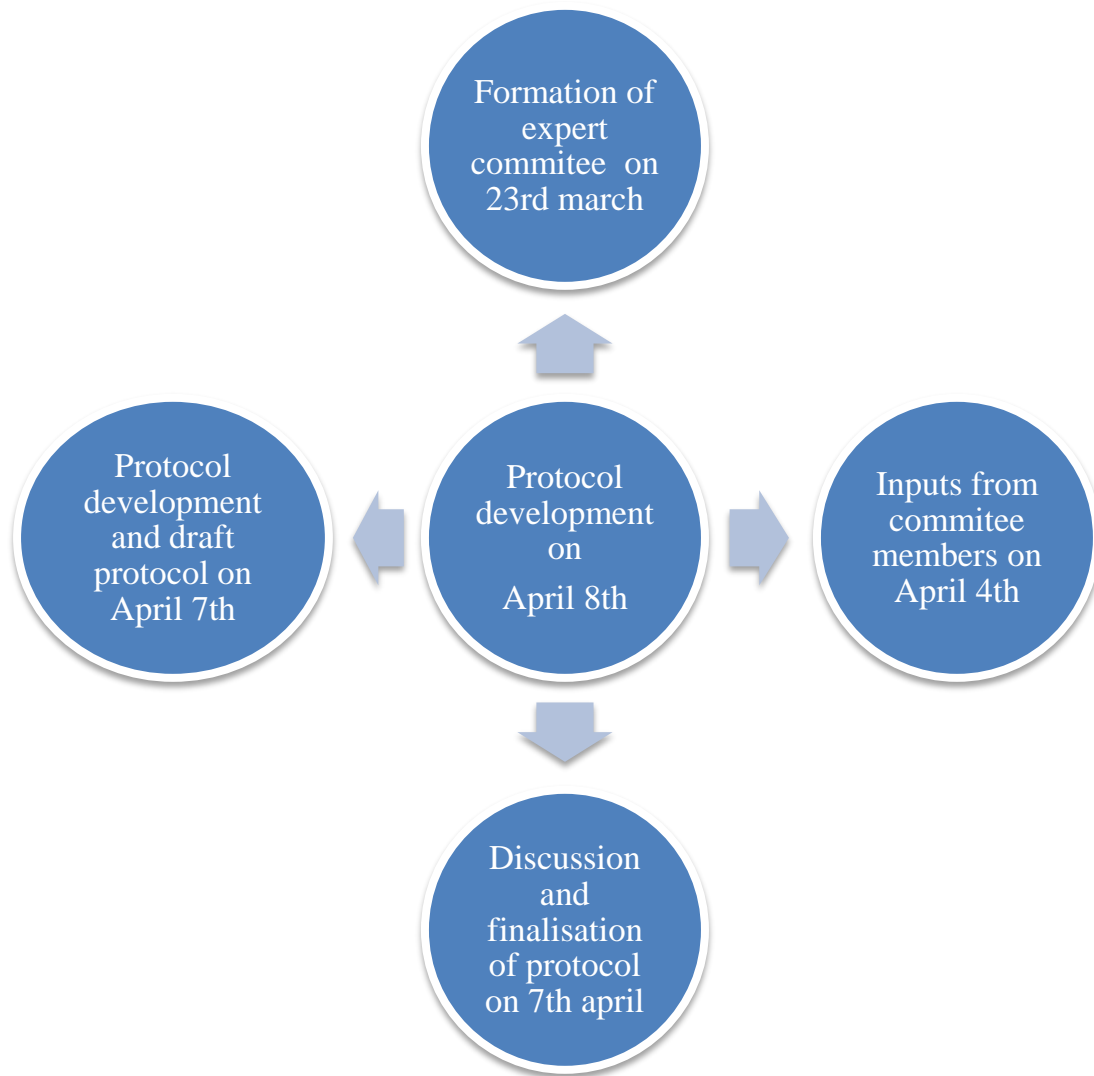 Formation of
expert
commitee on
23rd march
Protocol
development
and draft
protocol on
April 7th
Protocol
development
on
April 8th
Inputs from
commitee
members on
April 4th
Discussion
and
finalisation
of protocol
on 7th april